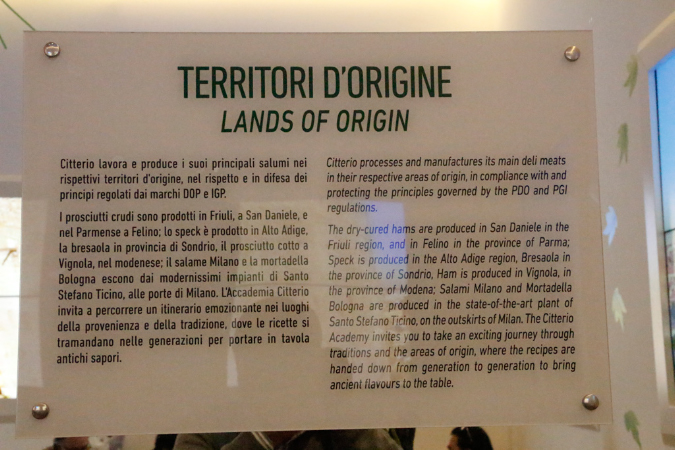 TERRITORI D'ORIGINE
LANDS OF ORIGIN
Citterio lavora e produce i suoi principali salumi nei
rispettivi territori d'origine, nel rispetto e in difesa dei
principi regolati dai marchi DOP e IGP.
I prosciutti crudi sono prodotti in Friuli, a San Daniele, e
nel Parmense a Felino; lo speck è prodotto in Alto Adige,
la bresaola in provincia di Sondrio, il prosciutto cotto a
Vignola, nel modenese; il salame Milano e la mortadella
Bologna escono dai modernissimi impianti di Santo
Stefano Ticino, alle porte di Milano. L'Accademia Citterio
invita a percorrere un itinerario emozionante nei luoghi
della provenienza e della tradizione, dove le ricette si
tramandano nelle generazioni per portare in tavola
antichi sapori.
Citterio processes and manufactures its main deli meats
in their respective areas of origin, in compliance with and
protecting the principles governed by the PDO and PGI
regulations.
The dry-cured hams are produced in San Daniele in the
Friuli region, and in Felino in the province of Parma;
Speck is produced in the Alto Adige region, Bresaola in
the province of Sondrio, Ham is produced in Vignola, in
the province of Modena; Salami Milano and Mortadella
Bologna are produced in the state-of-the-art plant of
Santo Stefano Ticino, on the outskirts of Milan. The Citterio
Academy invites you to take an exciting journey through
traditions and the areas of origin, where the recipes are
handed down from generation to generation to bring
ancient flavours to the table.